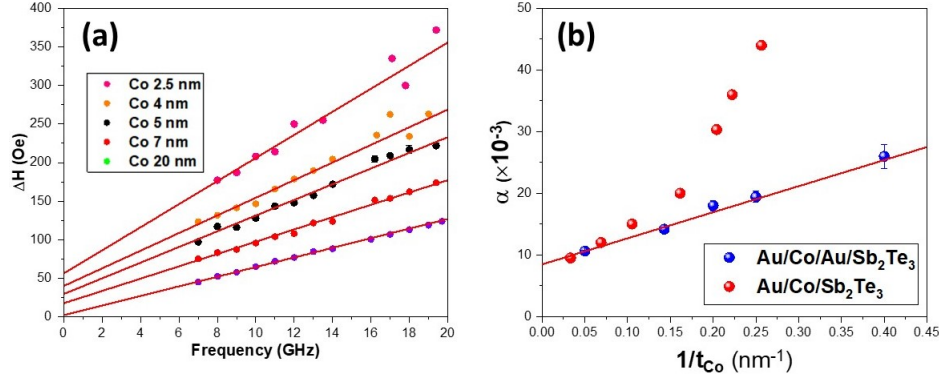 (a)
400
350
300
250
200
150
100
50
0
ΔH (Oe)
Co 2.5 nm
Co 4 nm
Co 5 nm
Co 7 nm
Co 20 nm
0 2 4 6 8 10 12 14 16 18 20
Frequency (GHz)
(b)
50
40
30
20
10
0
α (×10⁻³)
Au/Co/Au/Sb₂Te₃
Au/Co/Sb₂Te₃
0.00 0.05 0.10 0.15 0.20 0.25 0.30 0.35 0.40 0.45
1/t_Co (nm⁻¹)